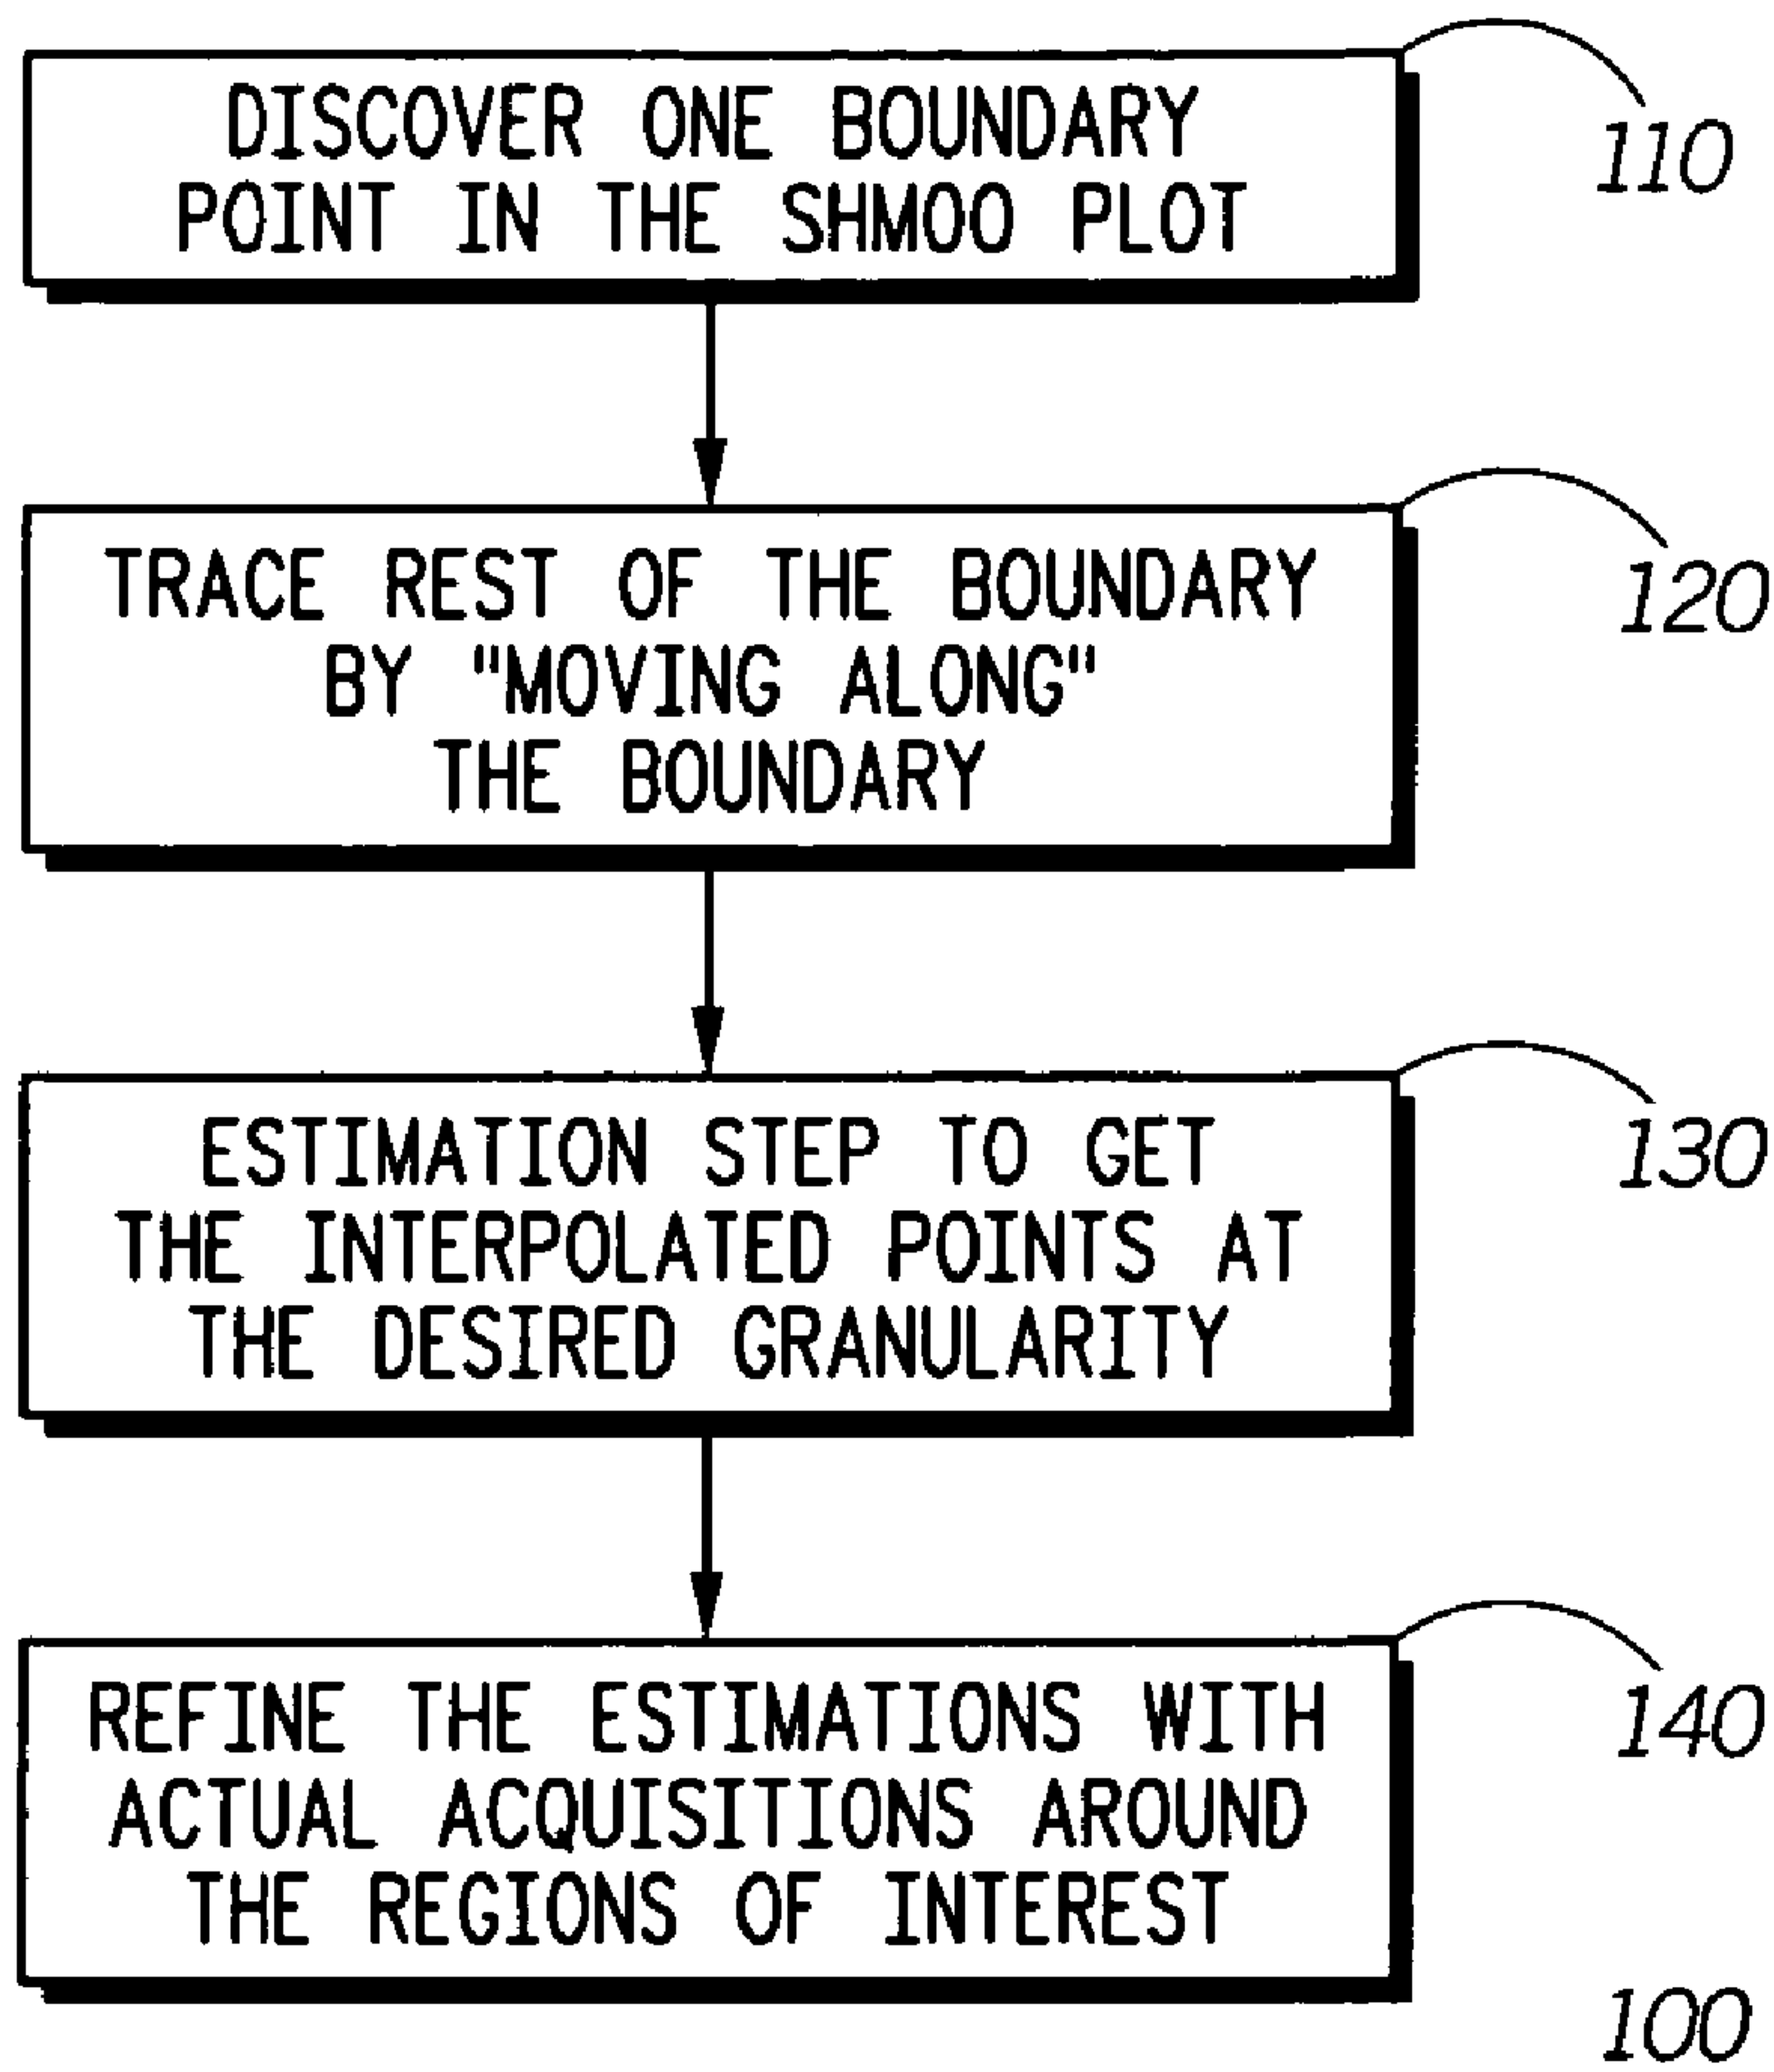 DISCOVER ONE BOUNDARY
POINT IN THE SHMOO PLOT
110
TRACE REST OF THE BOUNDARY
BY "MOVING ALONG"
THE BOUNDARY
120
ESTIMATION STEP TO GET
THE INTERPOLATED POINTS AT
THE DESIRED GRANULARITY
130
REFINE THE ESTIMATIONS WITH
ACTUAL ACQUISITIONS AROUND
THE REGIONS OF INTEREST
140
100